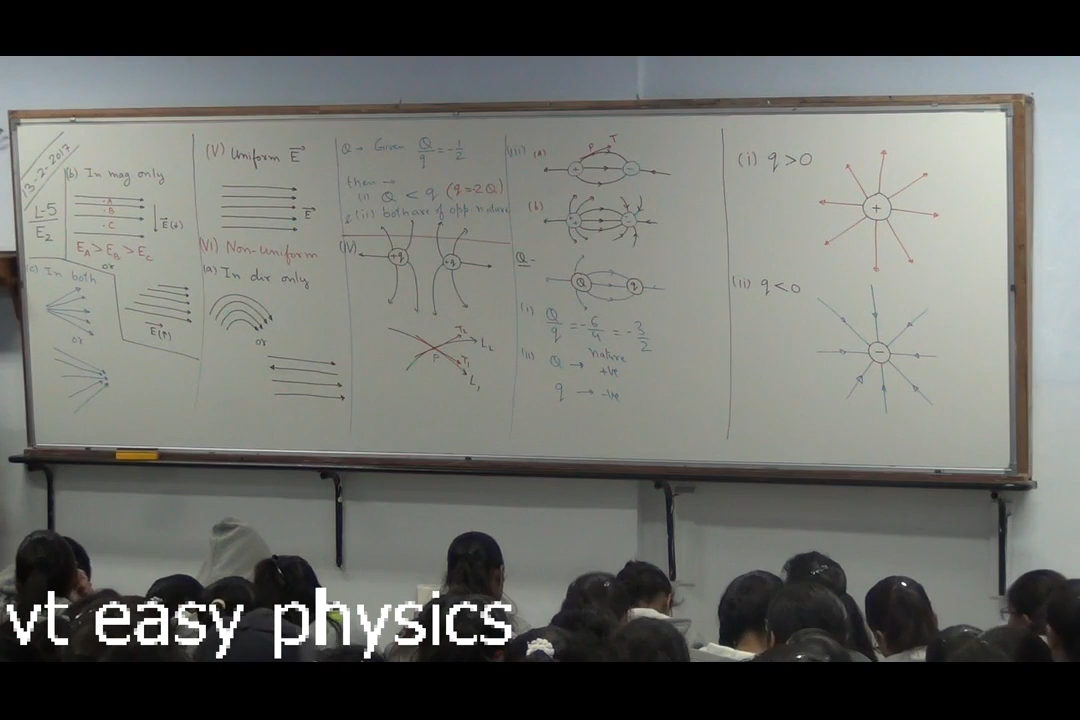 13-2-2017
L-5
E2
(b) In mag only
A
B
C
E→(↓)
EA > EB > EC
or
(c) In both
or
E→(↑)
(V) Uniform E→
E→
(VI) Non-uniform
(a) In dir only
or
Q → Given Q/q = -1/2
then →
(i) Q < q (q=-2Q)
& (ii) both are of opp. nature
(IV)
+q
+q
T2
L2
P
T1
L1
(a)
P
T
+
-
(b)
+
-
Q-
Q
q
(i) Q/q = -6/4 = -3/2
(ii) Q → nature +ve
q → -ve
(i) q>0
+
(ii) q<0
-
vt easy physics